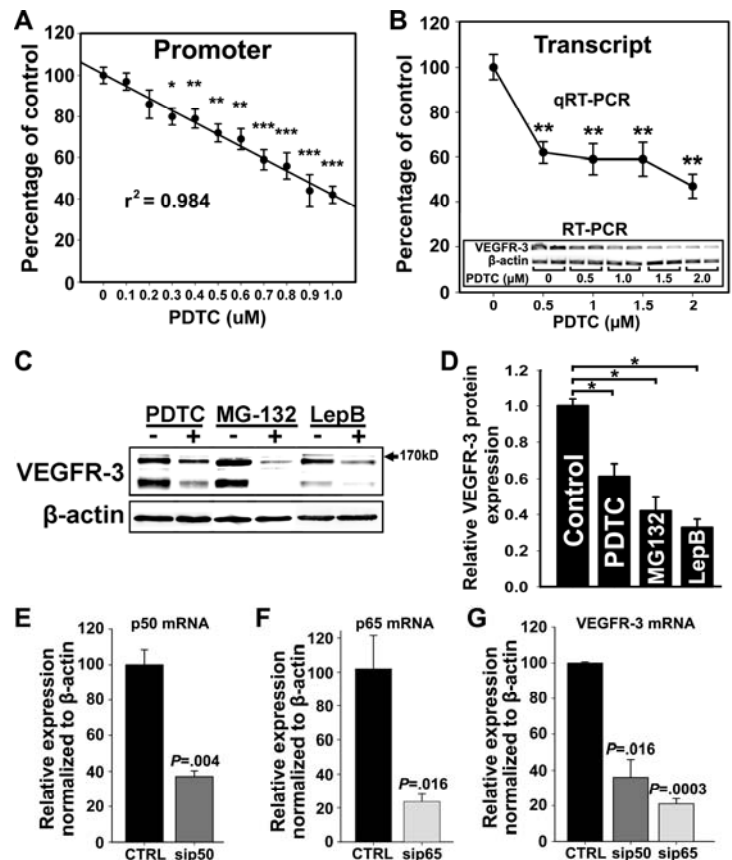 A
Promoter
Percentage of control
120
100
80
60
40
20
0
* ** ** ** *** *** *** ***
r² = 0.984
0 0.1 0.2 0.3 0.4 0.5 0.6 0.7 0.8 0.9 1.0
PDTC (uM)
B
Transcript
Percentage of control
120
100
80
60
40
20
0
qRT-PCR
** ** ** **
RT-PCR
VEGFR-3
β-actin
PDTC (μM) 0 0.5 1.0 1.5 2.0
0 0.5 1 1.5 2
PDTC (μM)
C
PDTC MG-132 LepB
- + - + - +
170kD
VEGFR-3
β-actin
D
Relative VEGFR-3 protein
expression
1.0
1.2
0.6
0.4
0.2
0.0
*
*
*
Control
PDTC
MG132
LepB
E
p50 mRNA
Relative expression
normalized to β-actin
120
100
80
60
40
20
0
P=.004
CTRL sip50
F
p65 mRNA
Relative expression
normalized to β-actin
120
100
80
60
40
20
0
P=.016
CTRL sip65
G
VEGFR-3 mRNA
Relative expression
normalized to β-actin
120
100
80
60
40
20
0
P=.016
P=.0003
CTRL sip50 sip65